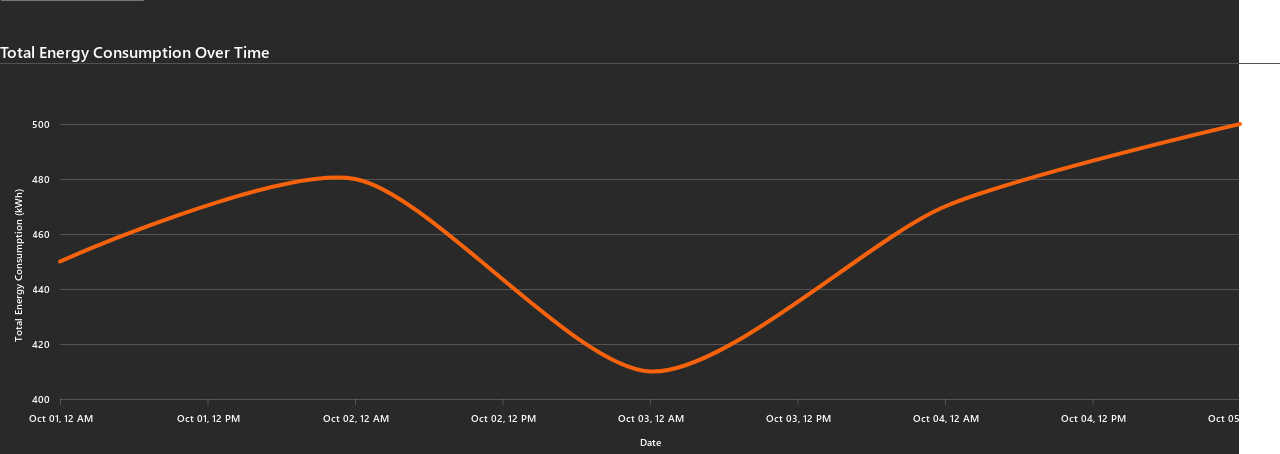 Total Energy Consumption Over Time
500
480
460
440
420
400
Total Energy Consumption (kWh)
Oct 01, 12 AM
Oct 01, 12 PM
Oct 02, 12 AM
Oct 02, 12 PM
Oct 03, 12 AM
Oct 03, 12 PM
Oct 04, 12 AM
Oct 04, 12 PM
Oct 05
Date